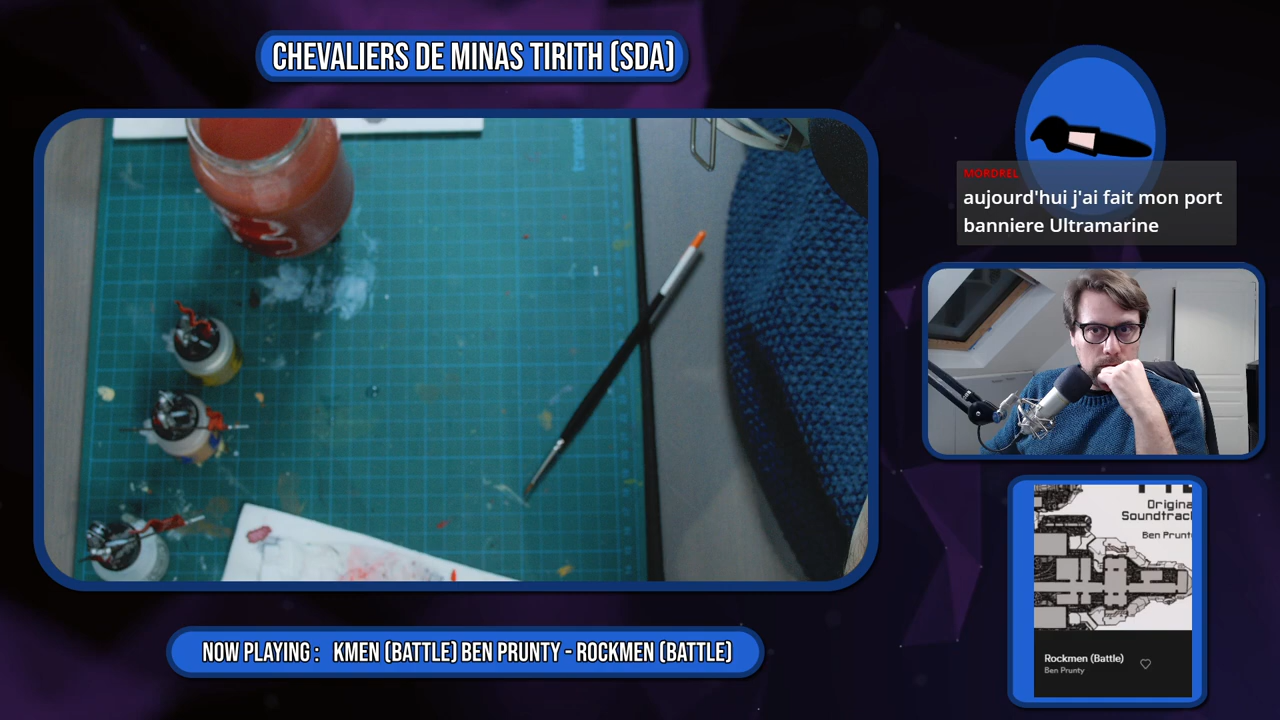 CHEVALIERS DE MINAS TIRITH (SDA)
MORDREL
aujourd'hui j'ai fait mon port
banniere Ultramarine
Original
Soundtrack
Ben Prunty
Rockmen (Battle)
Ben Prunty
NOW PLAYING : KMEN (BATTLE) BEN PRUNTY - ROCKMEN (BATTLE)